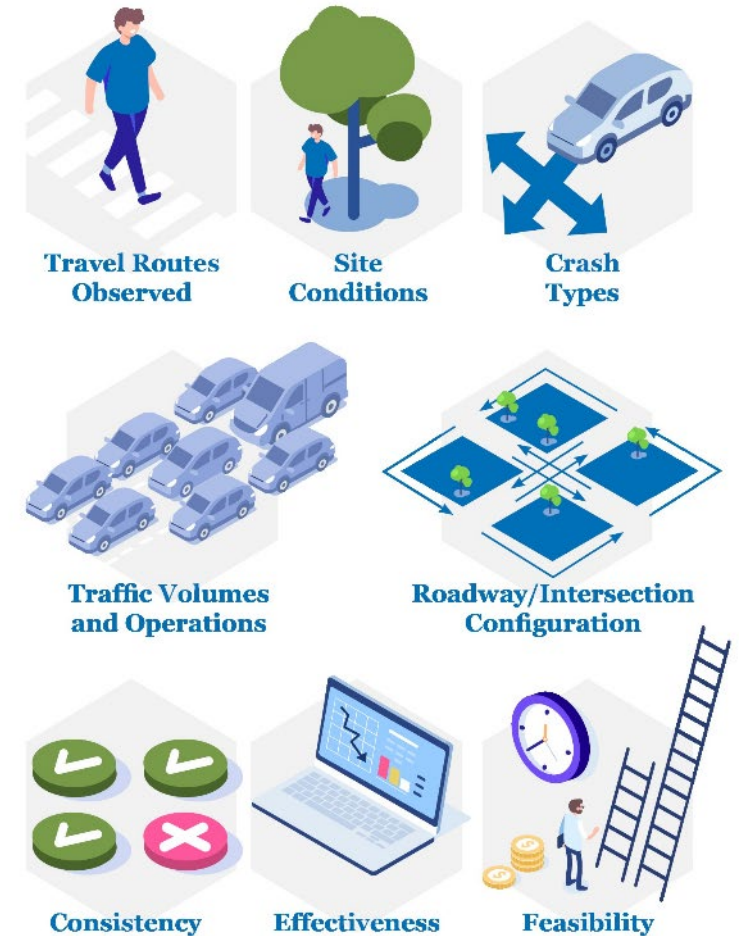 Travel Routes
Observed
Site
Conditions
Crash
Types
Traffic Volumes
and Operations
Roadway/Intersection
Configuration
Consistency
Effectiveness
Feasibility